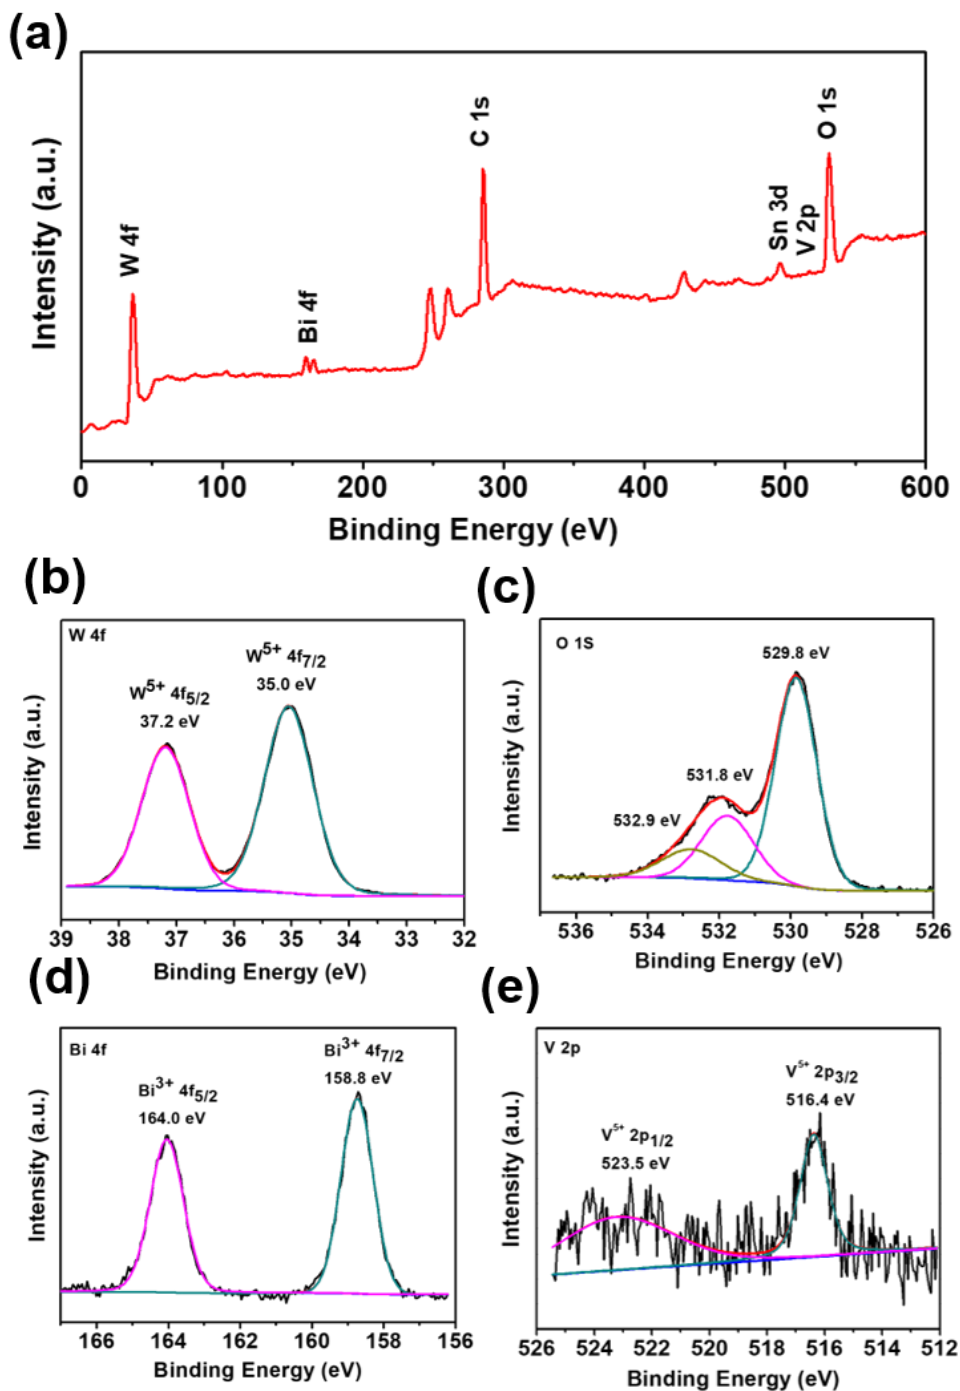 (a)
Intensity (a.u.)
W 4f
Bi 4f
C 1s
Sn 3d
V 2p
O 1s
0 100 200 300 400 500 600
Binding Energy (eV)
(b)
W 4f
W5+ 4f5/2
37.2 eV
W5+ 4f7/2
35.0 eV
Intensity (a.u.)
39 38 37 36 35 34 33 32
Binding Energy (eV)
(c)
O 1S
529.8 eV
531.8 eV
532.9 eV
Intensity (a.u.)
536 534 532 530 528 526
Binding Energy (eV)
(d)
Bi 4f
Bi3+ 4f5/2
164.0 eV
Bi3+ 4f7/2
158.8 eV
Intensity (a.u.)
166 164 162 160 158 156
Binding Energy (eV)
(e)
V 2p
V5+ 2p3/2
516.4 eV
V5+ 2p1/2
523.5 eV
Intensity (a.u.)
526 524 522 520 518 516 514 512
Binding Energy (eV)